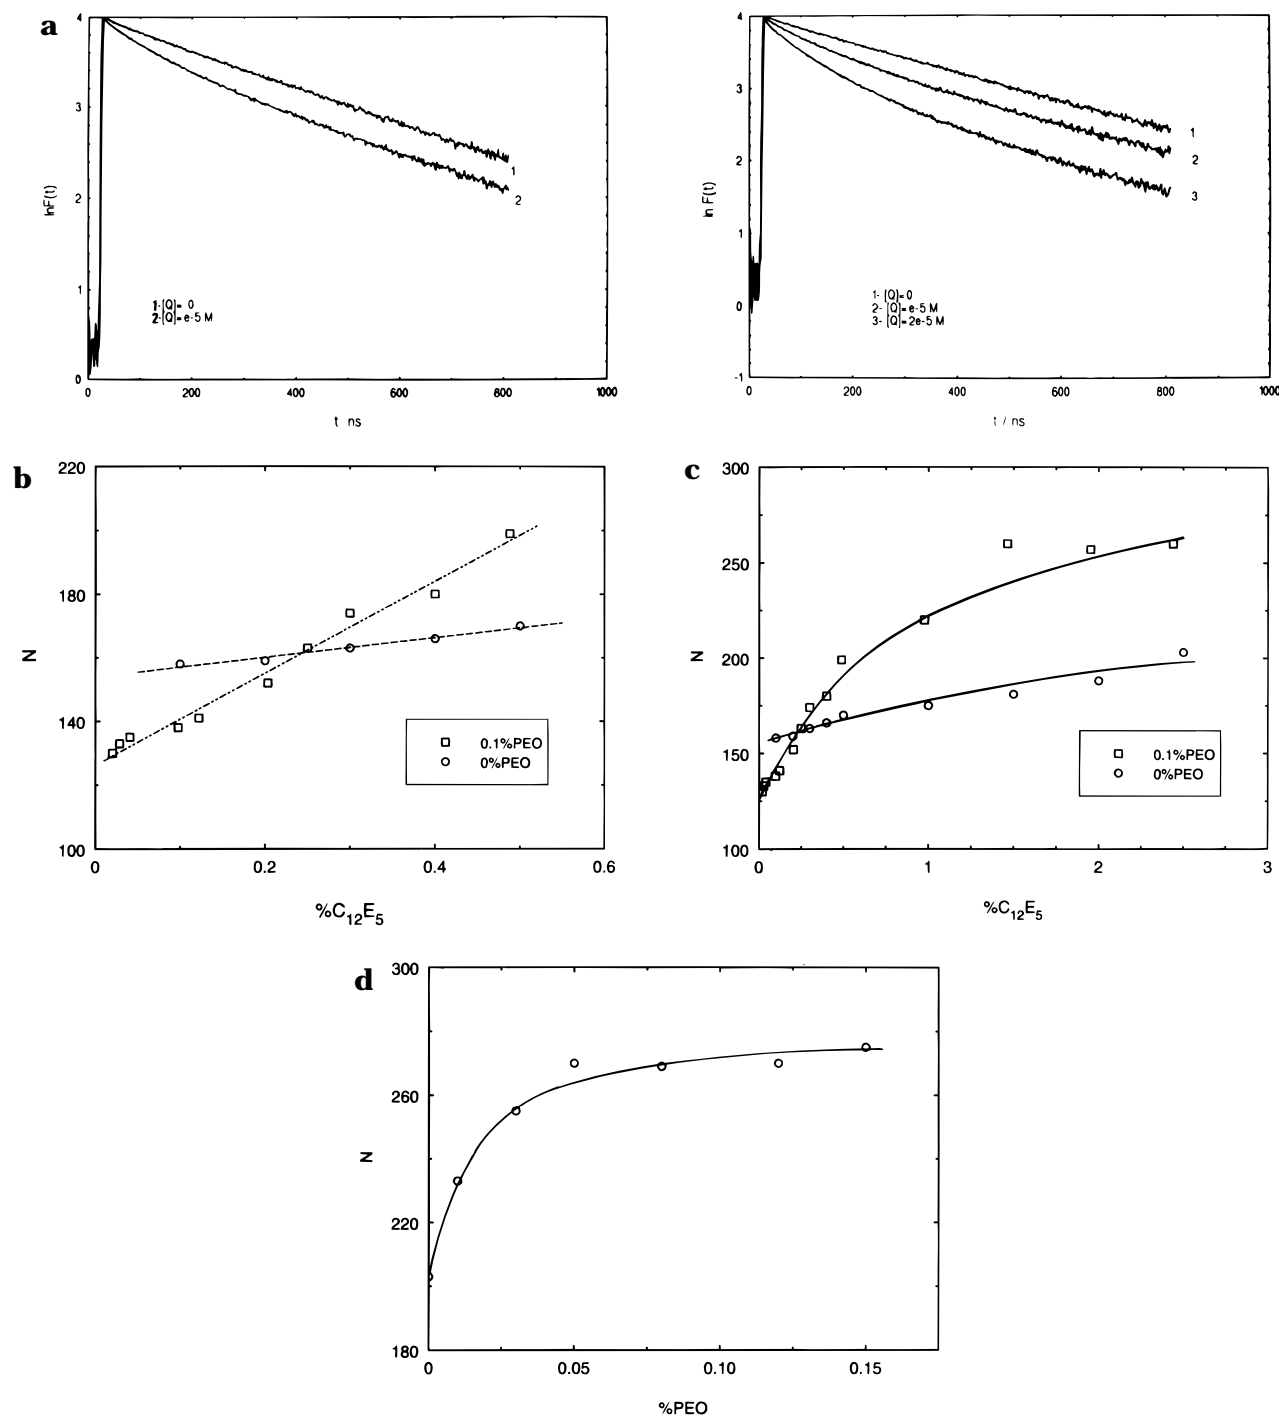 a
4
3
2
1
0
lnF(t)
1
2
1-[Q]= 0
2-[Q]= e-5 M
0 200 400 600 800 1000
t ns
4
3
2
1
0
-1
ln F(t)
1
2
3
1- [Q]= 0
2- [Q]= e-5 M
3- [Q]= 2e-5 M
0 200 400 600 800 1000
t / ns
b
220
180
140
100
N
0.1%PEO
0%PEO
0 0.2 0.4 0.6
%C₁₂E₅
c
300
250
200
150
100
N
0.1%PEO
0%PEO
0 1 2 3
%C₁₂E₅
d
300
260
220
180
N
0 0.05 0.10 0.15
%PEO